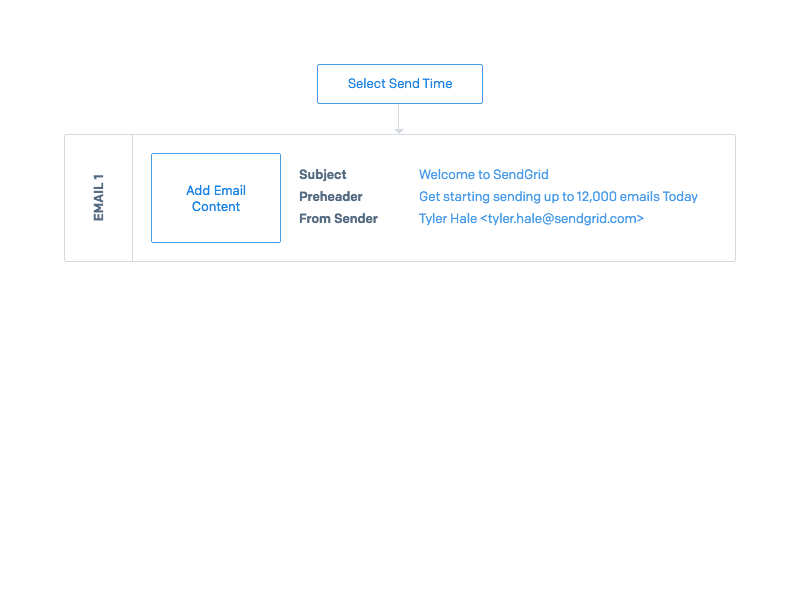 Select Send Time
EMAIL 1
Add Email
Content
Subject Welcome to SendGrid
Preheader Get starting sending up to 12,000 emails Today
From Sender Tyler Hale <tyler.hale@sendgrid.com>